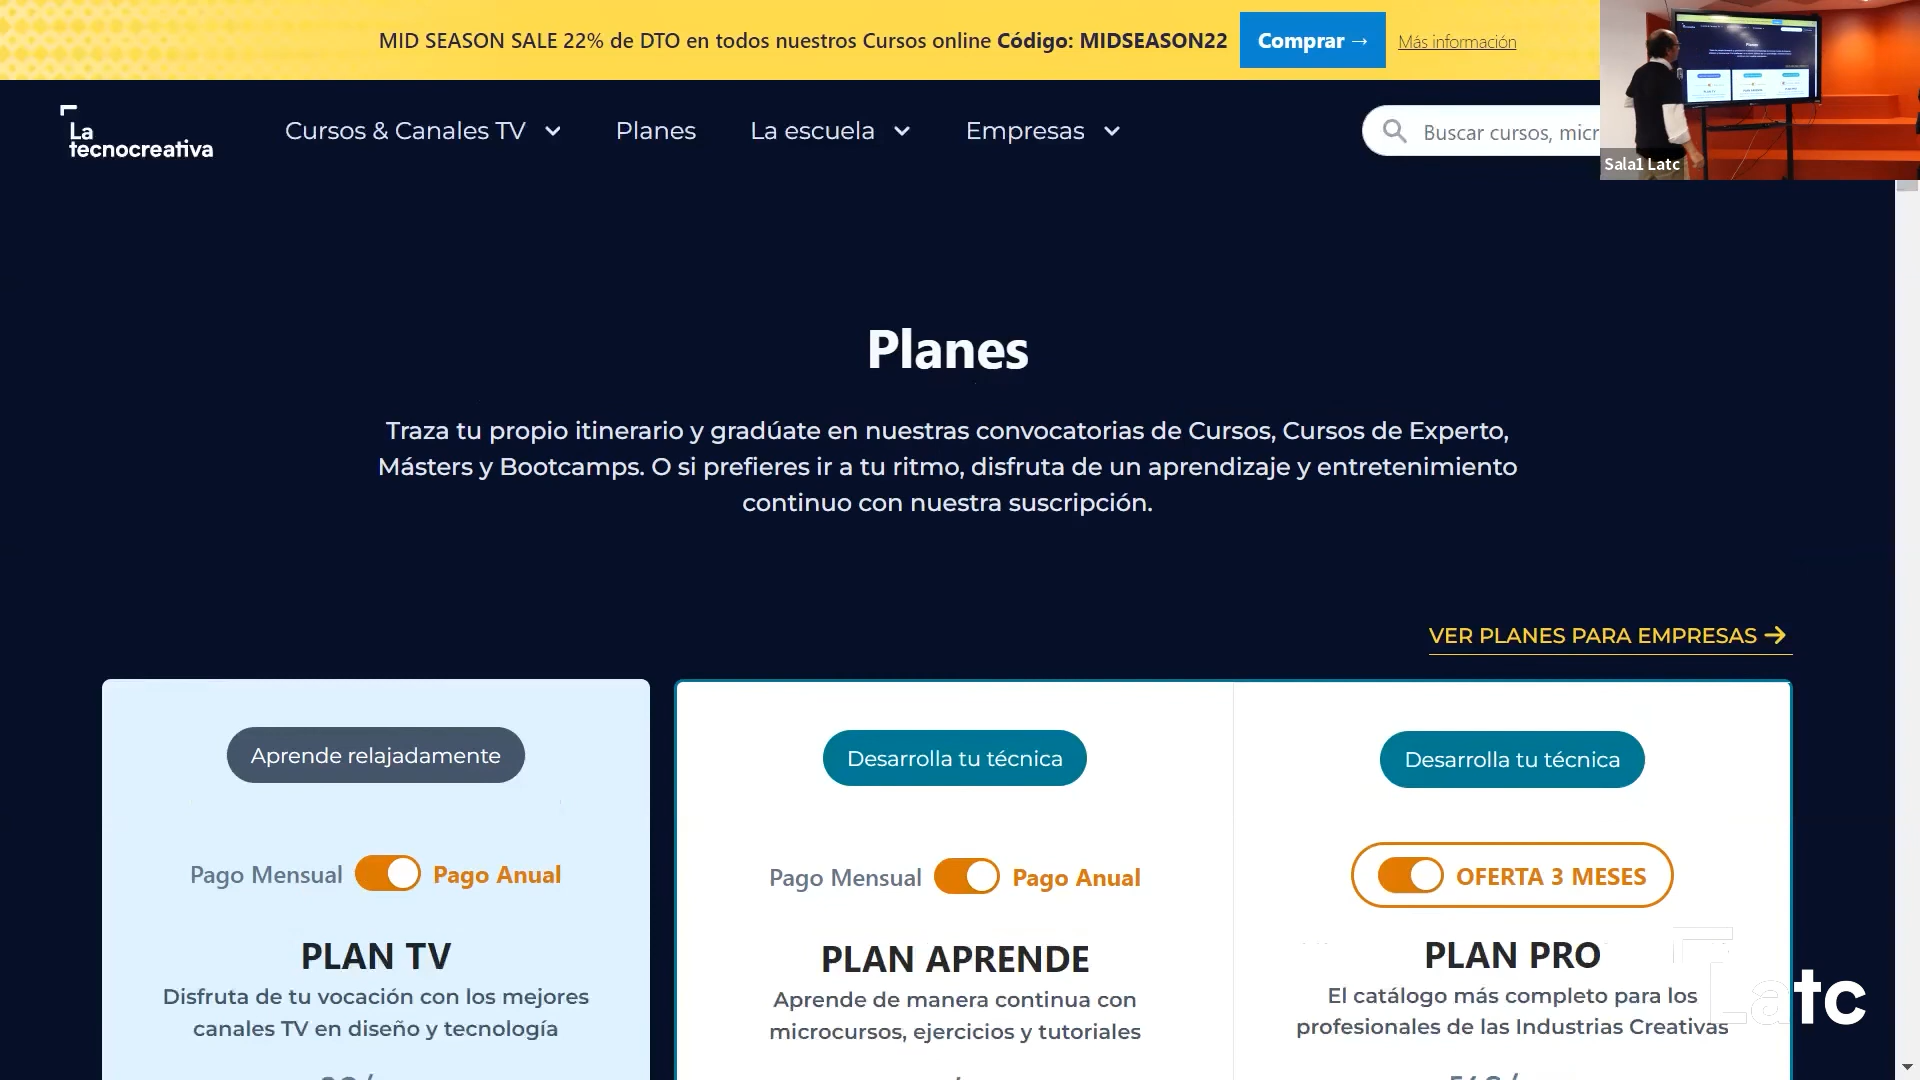 MID SEASON SALE 22% de DTO en todos nuestros Cursos online Código: MIDSEASON22
Comprar →
Más información
La
tecnocreativa
Cursos & Canales TV
Planes
La escuela
Empresas
Buscar cursos, micr
Sala1 Latc
Planes
Traza tu propio itinerario y gradúate en nuestras convocatorias de Cursos, Cursos de Experto,
Másters y Bootcamps. O si prefieres ir a tu ritmo, disfruta de un aprendizaje y entretenimiento
continuo con nuestra suscripción.
VER PLANES PARA EMPRESAS →
Aprende relajadamente
Pago Mensual
Pago Anual
PLAN TV
Disfruta de tu vocación con los mejores
canales TV en diseño y tecnología
Desarrolla tu técnica
Pago Mensual
Pago Anual
PLAN APRENDE
Aprende de manera continua con
microcursos, ejercicios y tutoriales
Desarrolla tu técnica
OFERTA 3 MESES
PLAN PRO
El catálogo más completo para los
profesionales de las Industrias Creativas
Latc